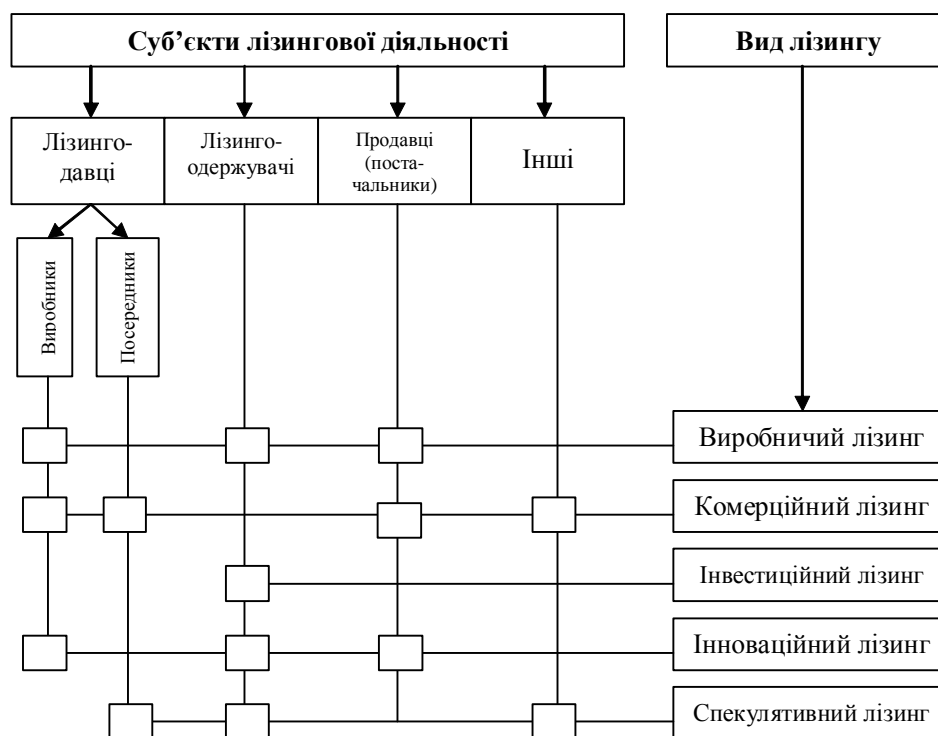 Суб’єкти лізингової діяльності
Вид лізингу
Лізинго-
давці
Лізинго-
одержувачі
Продавці
(поста-
чальники)
Інші
Виробники
Посередники
Виробничий лізинг
Комерційний лізинг
Інвестиційний лізинг
Інноваційний лізинг
Спекулятивний лізинг